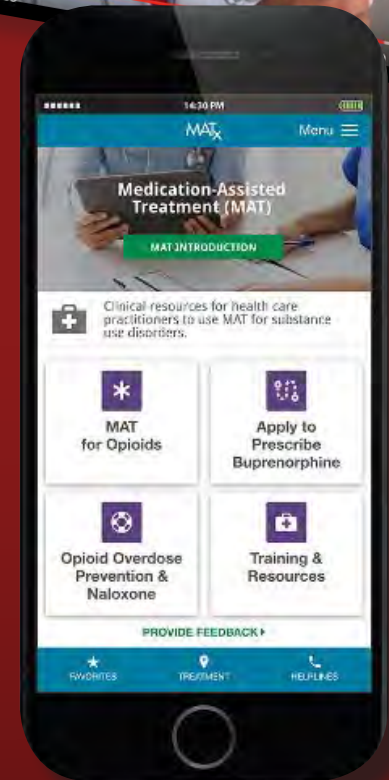 14:30 PM
MATx
Menu
Medication-Assisted
Treatment (MAT)
MAT INTRODUCTION
Clinical resources for health care
practitioners to use MAT for substance
use disorders.
MAT
for Opioids
Apply to
Prescribe
Buprenorphine
Opioid Overdose
Prevention &
Naloxone
Training &
Resources
PROVIDE FEEDBACK
FAVORITES
TREATMENT
HELPLINES